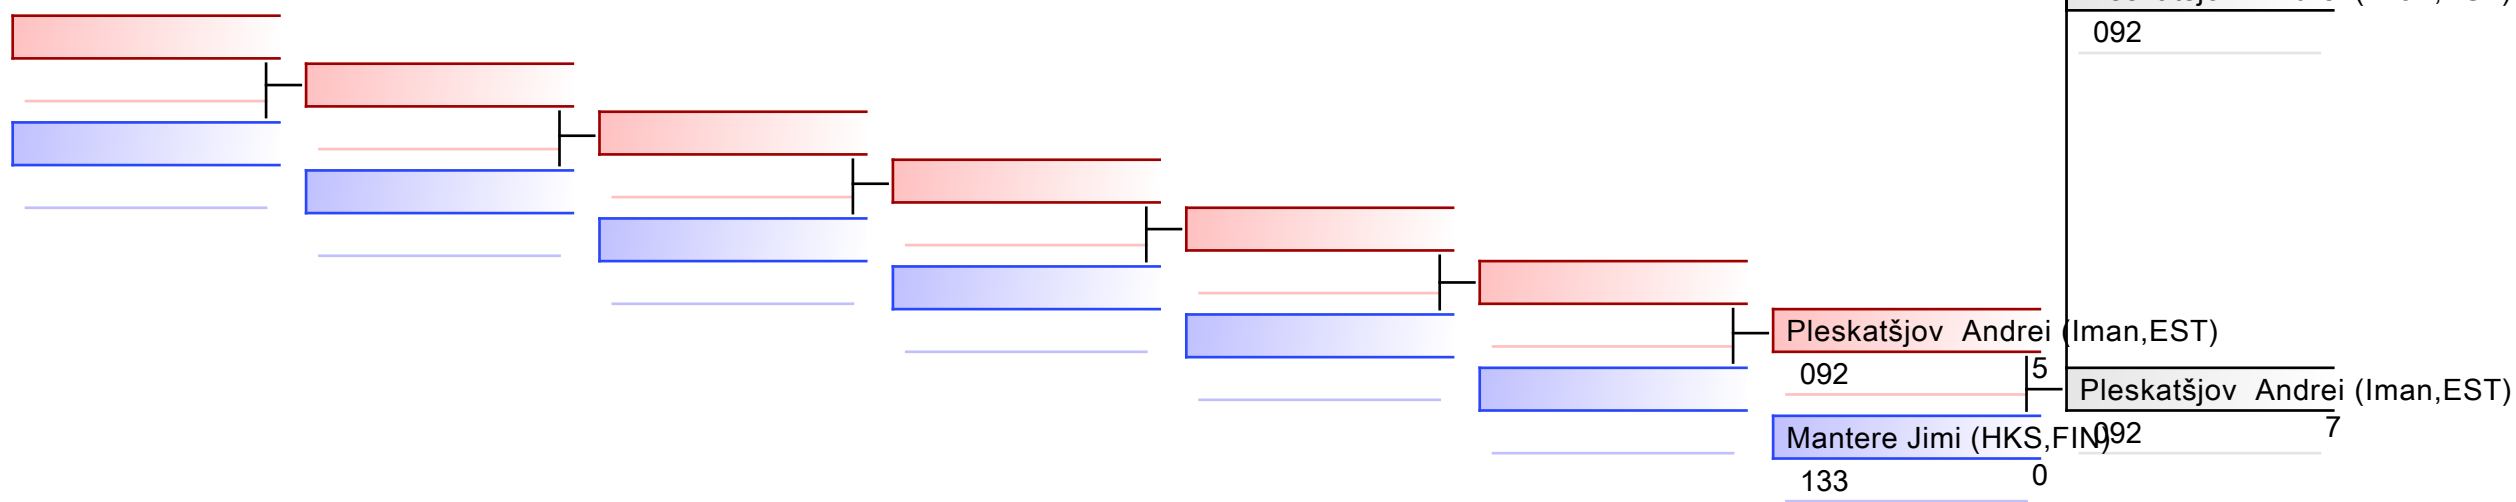 092
Pleskatšjov Andrei (Iman,EST)
092
5
Mantere Jimi (HKS,FIN)
133
0
Pleskatšjov Andrei (Iman,EST)
092
7